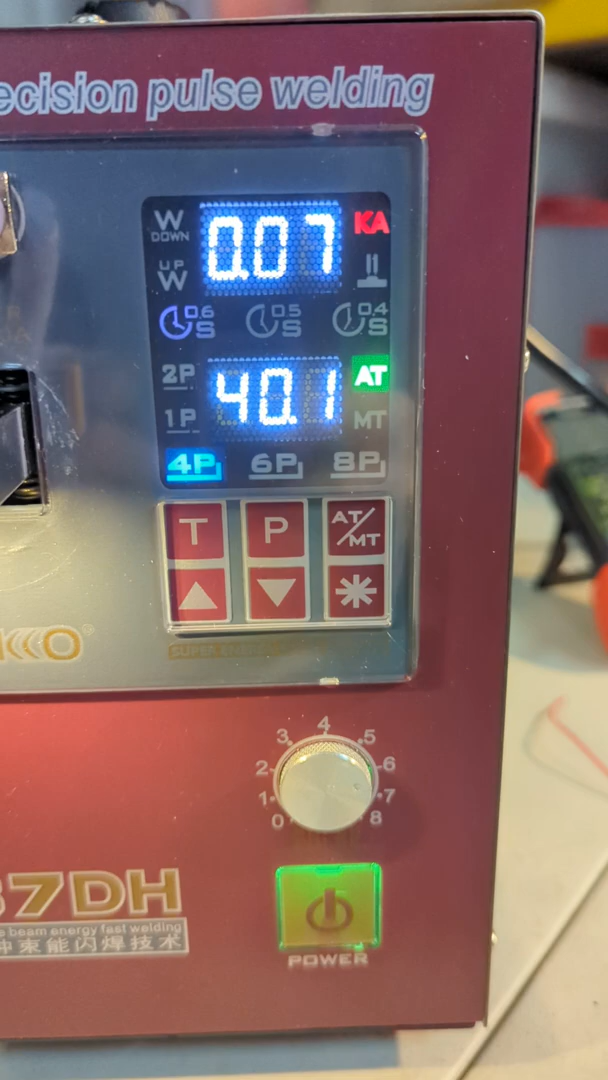 ecision pulse welding
W DOWN 0.07 KA
UP W
0.6 S 0.5 S 0.4 S
2P 40.1 AT
1P MT
4P 6P 8P
T P AT/MT
KKO®
0 1 2 3 4 5 6 7 8
87DH
e beam energy fast welding
冲束能闪焊技术
POWER